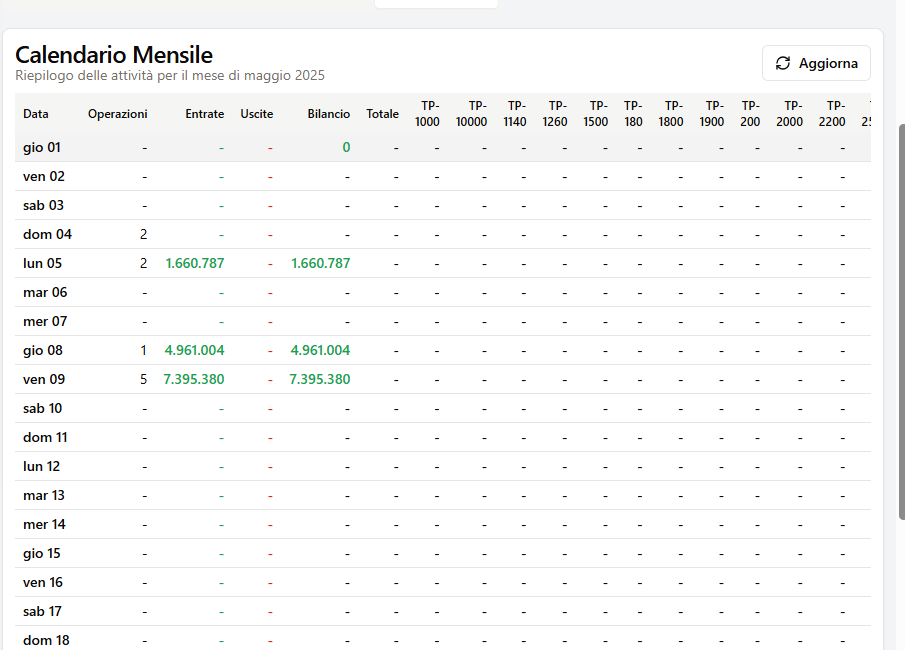 Calendario Mensile
Riepilogo delle attività per il mese di maggio 2025
Aggiorna
Data Operazioni Entrate Uscite Bilancio Totale TP-1000 TP-10000 TP-1140 TP-1260 TP-1500 TP-180 TP-1800 TP-1900 TP-200 TP-2000 TP-2200
gio 01 - - - 0 - - - - - - - - - - - -
ven 02 - - - - - - - - - - - - - - - -
sab 03 - - - - - - - - - - - - - - - -
dom 04 2 - - - - - - - - - - - - - - -
lun 05 2 1.660.787 - 1.660.787 - - - - - - - - - - - -
mar 06 - - - - - - - - - - - - - - - -
mer 07 - - - - - - - - - - - - - - - -
gio 08 1 4.961.004 - 4.961.004 - - - - - - - - - - - -
ven 09 5 7.395.380 - 7.395.380 - - - - - - - - - - - -
sab 10 - - - - - - - - - - - - - - - -
dom 11 - - - - - - - - - - - - - - - -
lun 12 - - - - - - - - - - - - - - - -
mar 13 - - - - - - - - - - - - - - - -
mer 14 - - - - - - - - - - - - - - - -
gio 15 - - - - - - - - - - - - - - - -
ven 16 - - - - - - - - - - - - - - - -
sab 17 - - - - - - - - - - - - - - - -
dom 18 - - - - - - - - - - - - - - - -